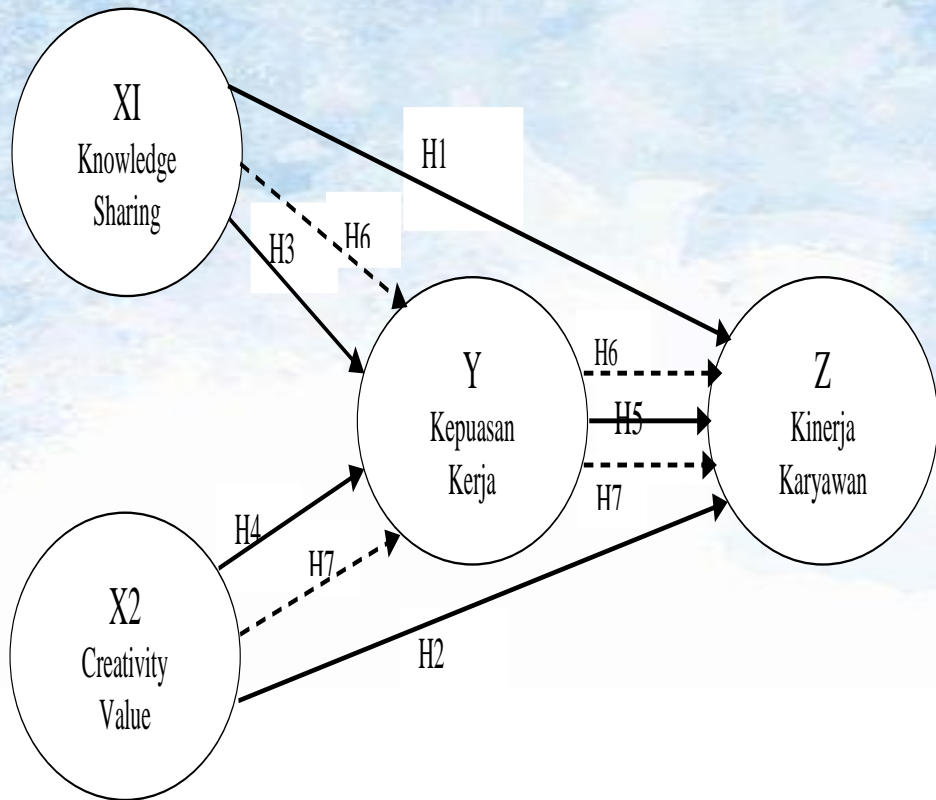 XI
Knowledge
Sharing
H1
H3
H6
Y
Kepuasan
Kerja
H6
H5
H7
Z
Kinerja
Karyawan
H4
H7
X2
Creativity
Value
H2